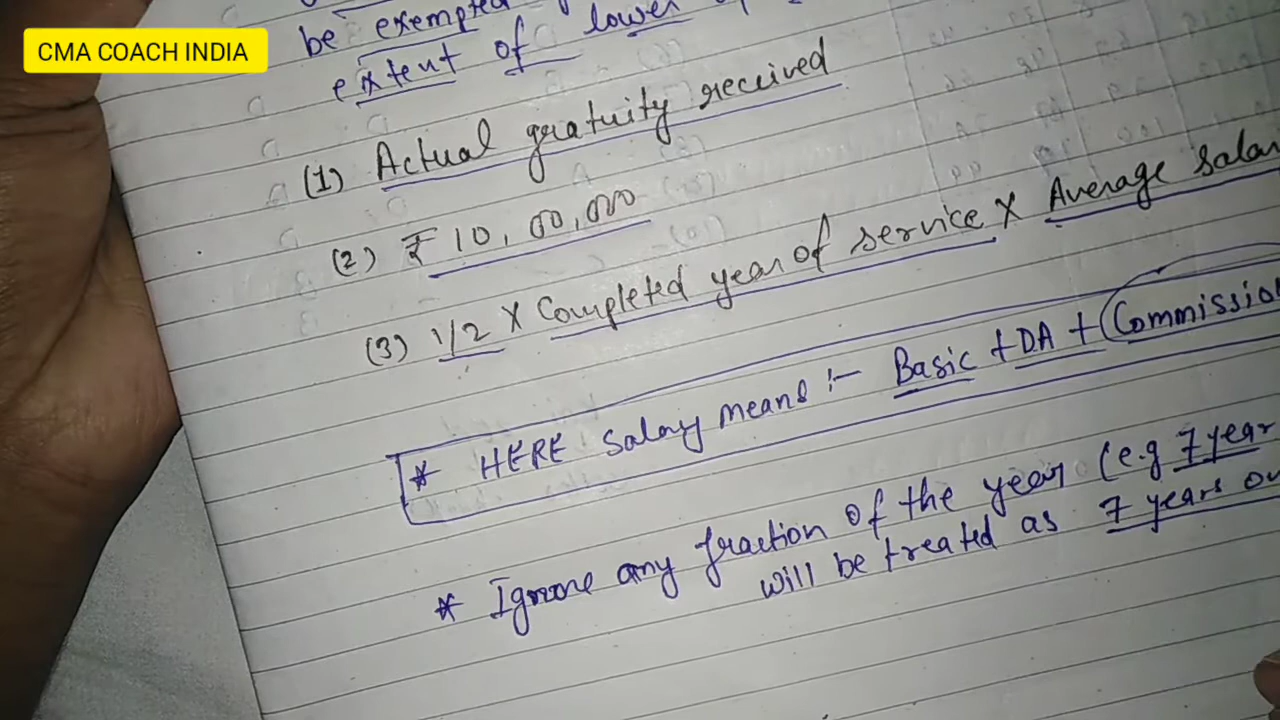 CMA COACH INDIA
be exempted
extent of lower
(1) Actual gratuity received
(2) ₹ 10,00,000
(3) 1/2 X Completed year of service X Average Salar
* HERE Salary means :- Basic + DA + (Commission
* Ignore any fraction of the year (e.g 7 year
will be treated as 7 years on